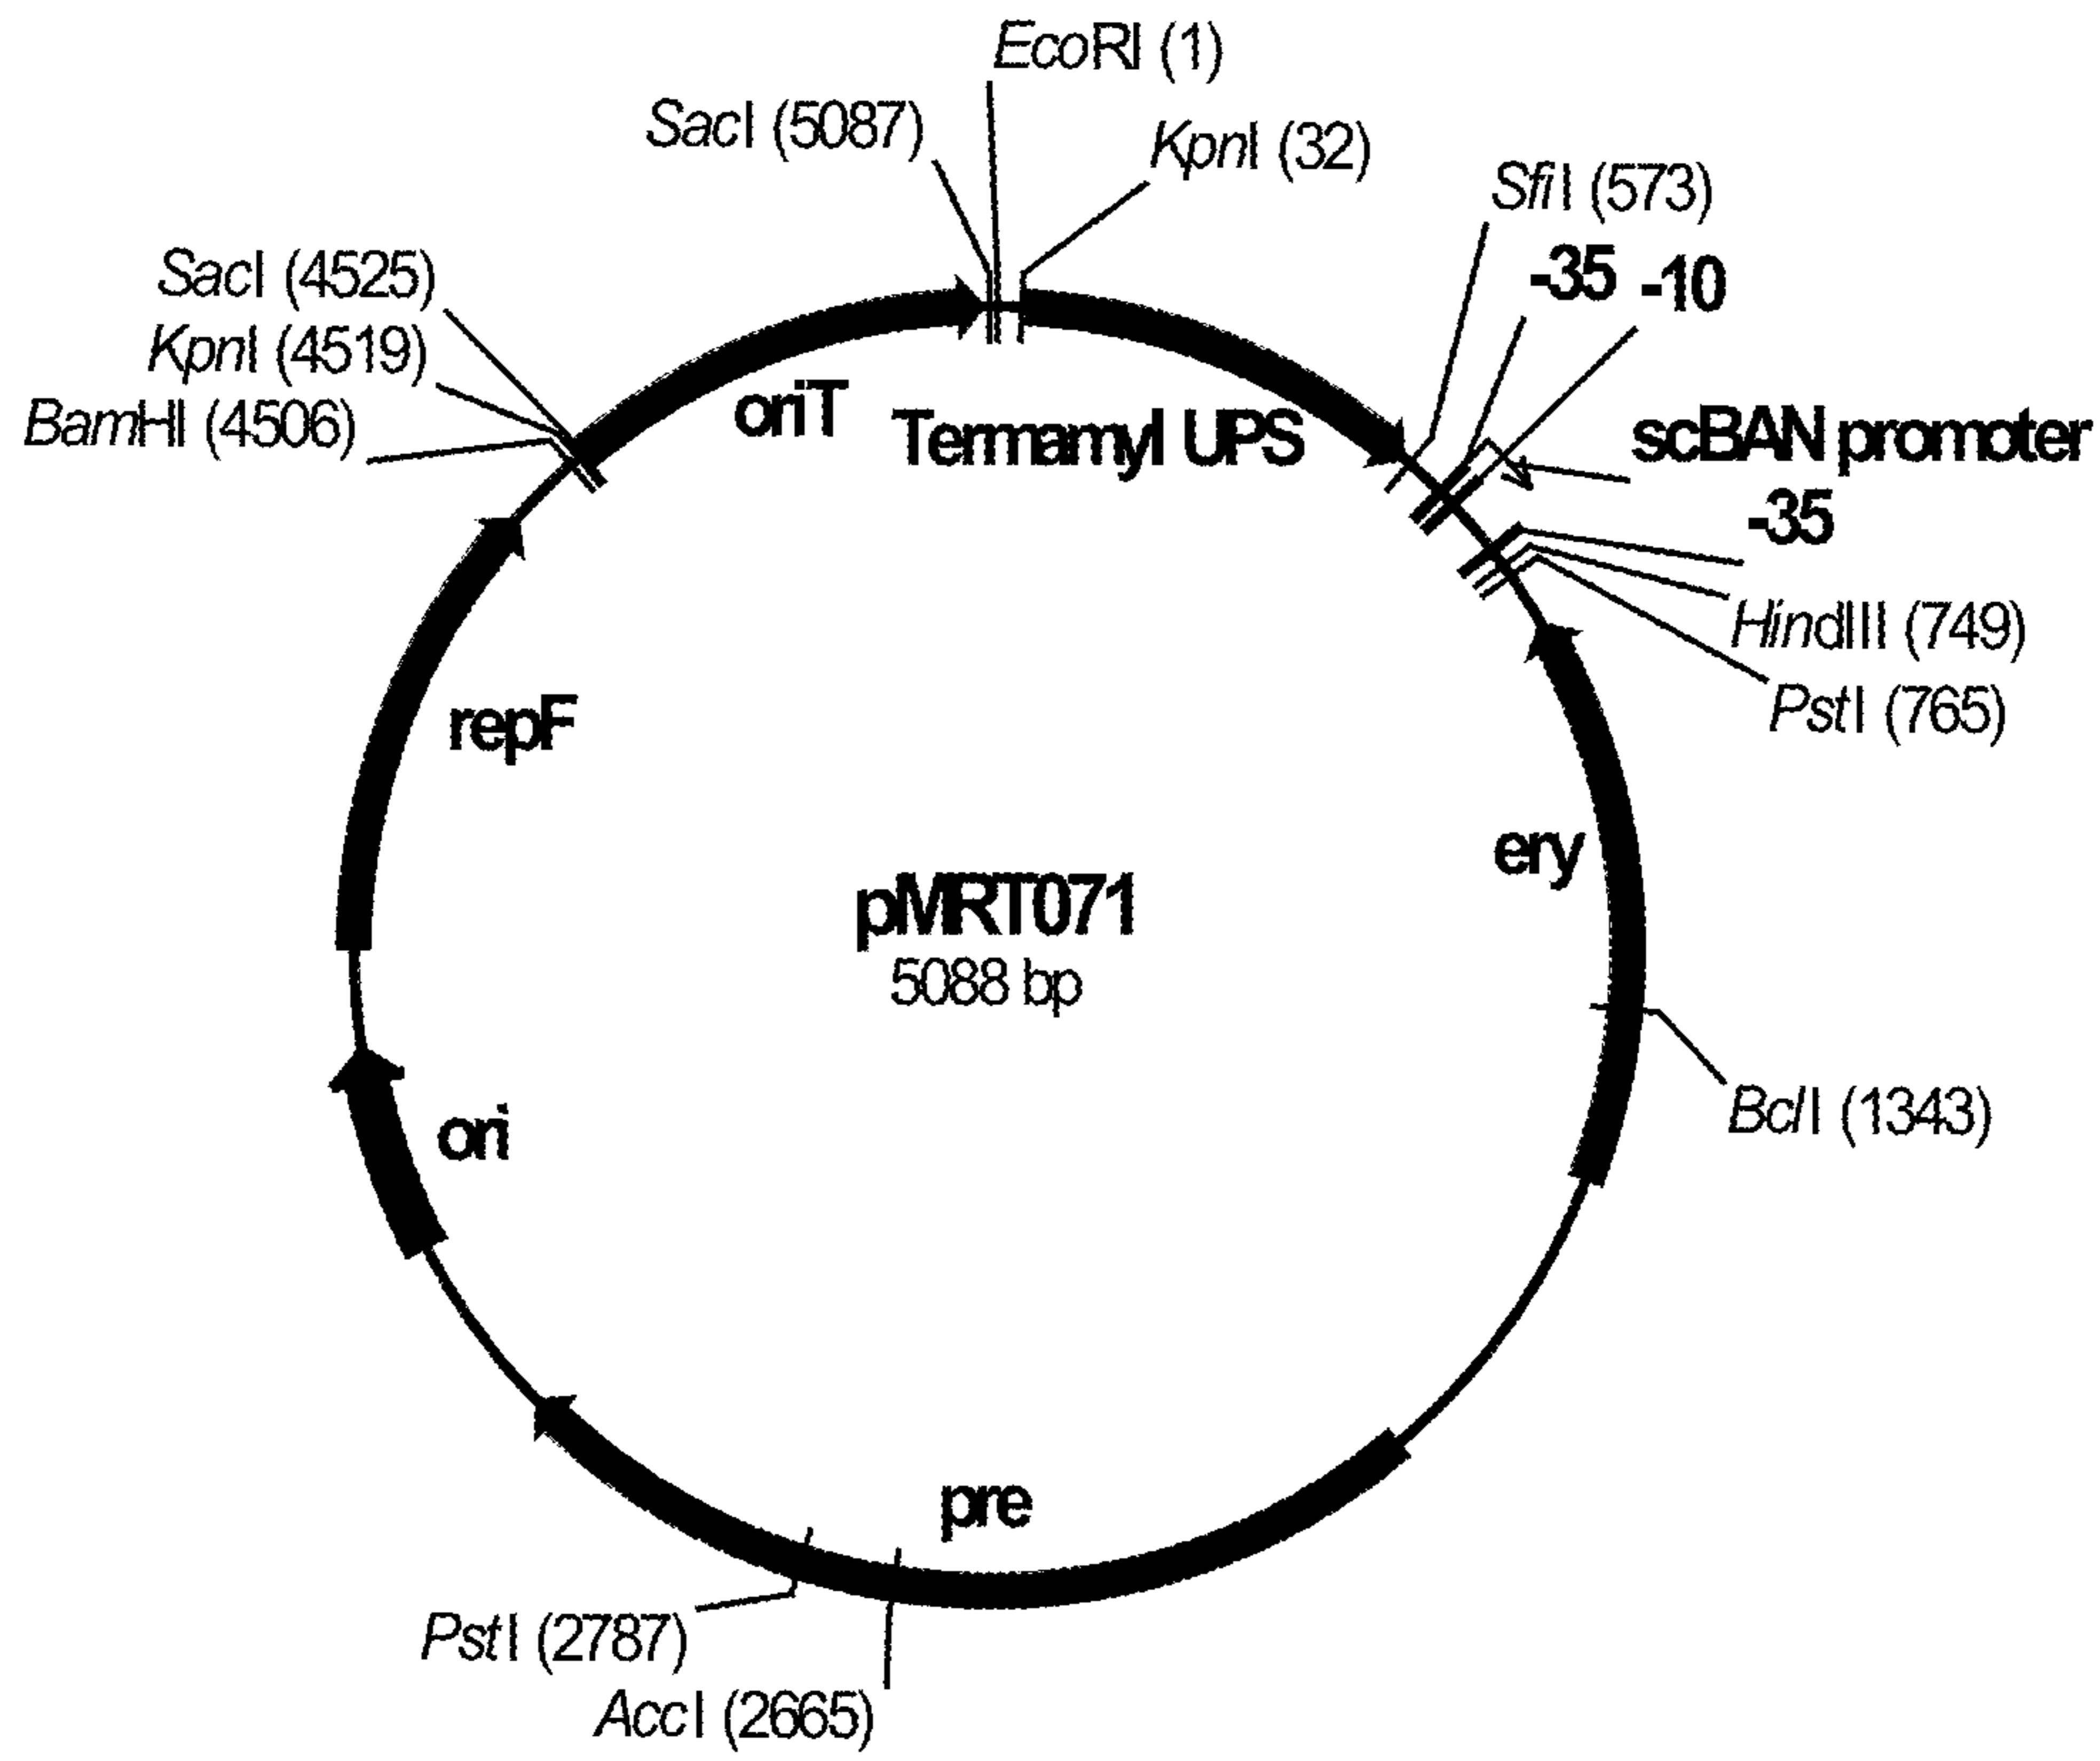 EcoRI (1)
SacI (5087)
KpnI (32)
SfiI (573)
-35 -10
SacI (4525)
KpnI (4519)
BamHI (4506)
oriT
Termamyl UPS
scBAN promoter
-35
HindIII (749)
PstI (765)
repF
ery
pMRT071
5088 bp
BclI (1343)
ori
pre
PstI (2787)
AccI (2665)